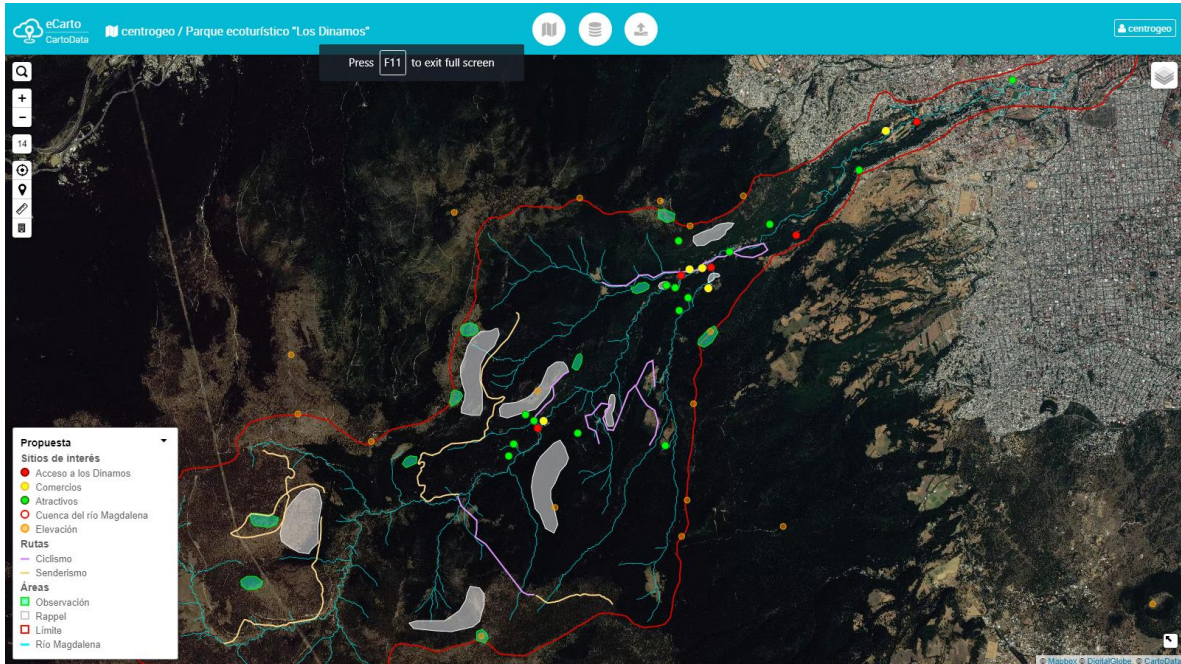 eCarto
CartoData
centrogeo / Parque ecoturístico "Los Dinamos"
centrogeo
Press F11 to exit full screen
+
−
14
Propuesta
Sitios de interés
Acceso a los Dinamos
Comercios
Atractivos
Cuenca del río Magdalena
Elevación
Rutas
Ciclismo
Senderismo
Áreas
Observación
Rappel
Límite
Río Magdalena
© Mapbox © DigitalGlobe, © CartoData